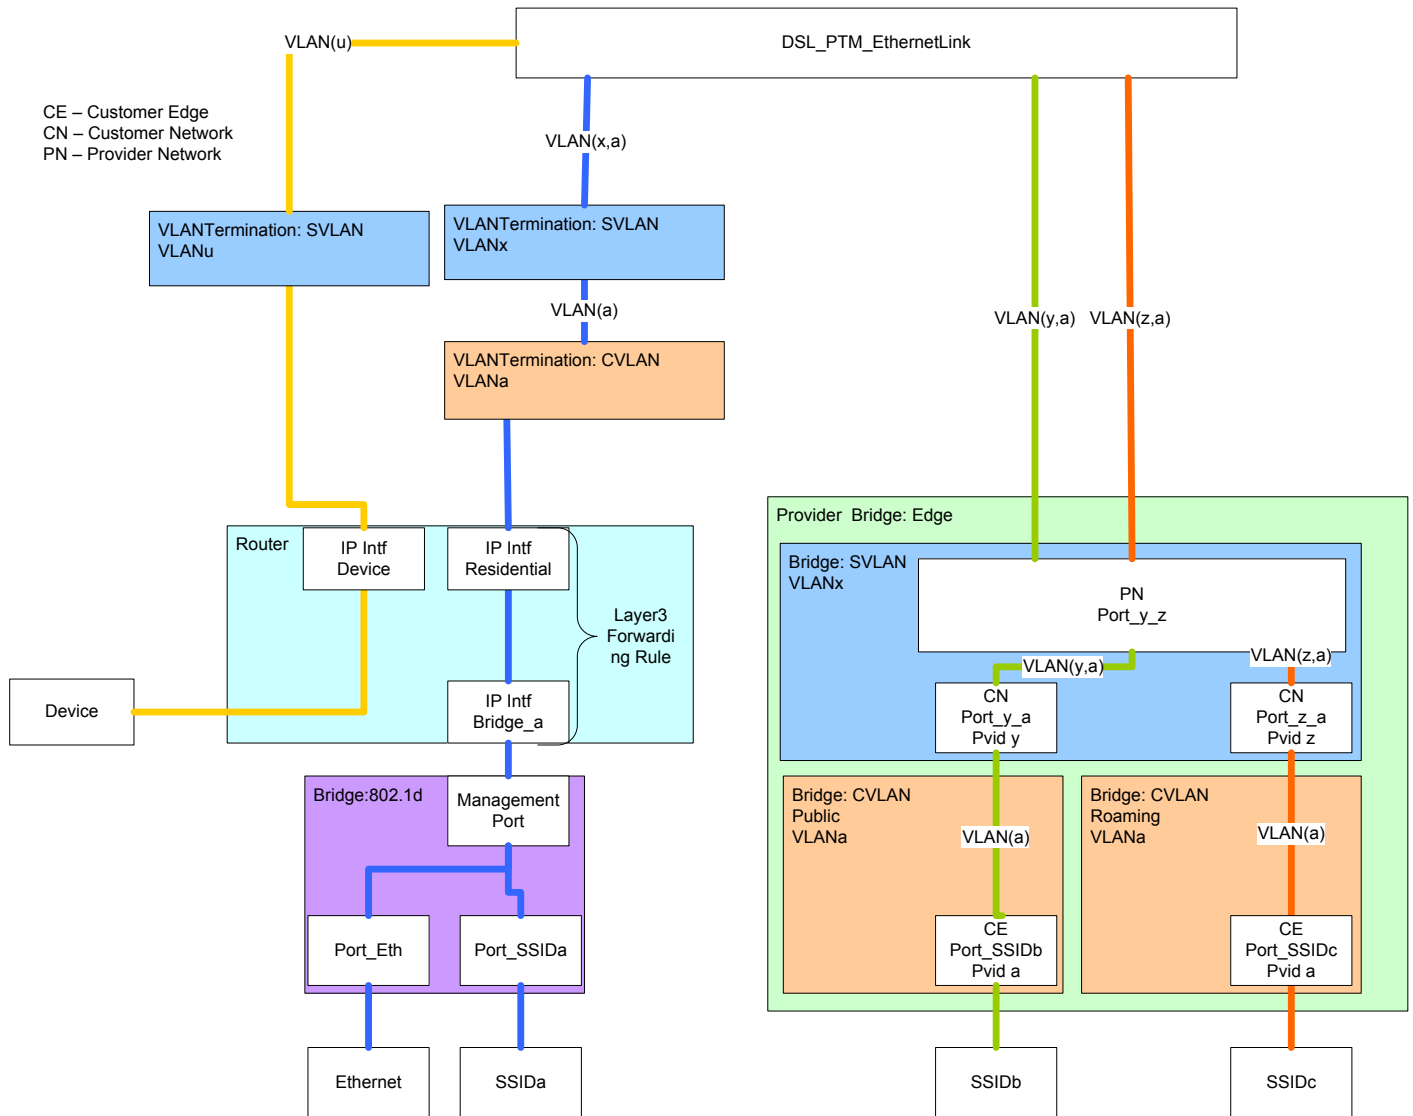 DSL_PTM_EthernetLink
VLAN(u)
CE – Customer Edge
CN – Customer Network
PN – Provider Network
VLAN(x,a)
VLANTermination: SVLAN
VLANu
VLANTermination: SVLAN
VLANx
VLAN(a)
VLAN(y,a)
VLAN(z,a)
VLANTermination: CVLAN
VLANa
Router
IP Intf
Device
IP Intf
Residential
Layer3
Forwardi
ng Rule
IP Intf
Bridge_a
Device
Bridge:802.1d
Management
Port
Port_Eth
Port_SSIDa
Ethernet
SSIDa
Provider  Bridge: Edge
Bridge: SVLAN
VLANx
PN
Port_y_z
VLAN(y,a)
VLAN(z,a)
CN
Port_y_a
Pvid y
CN
Port_z_a
Pvid z
Bridge: CVLAN
Public
VLANa
VLAN(a)
Bridge: CVLAN
Roaming
VLANa
VLAN(a)
CE
Port_SSIDb
Pvid a
CE
Port_SSIDc
Pvid a
SSIDb
SSIDc